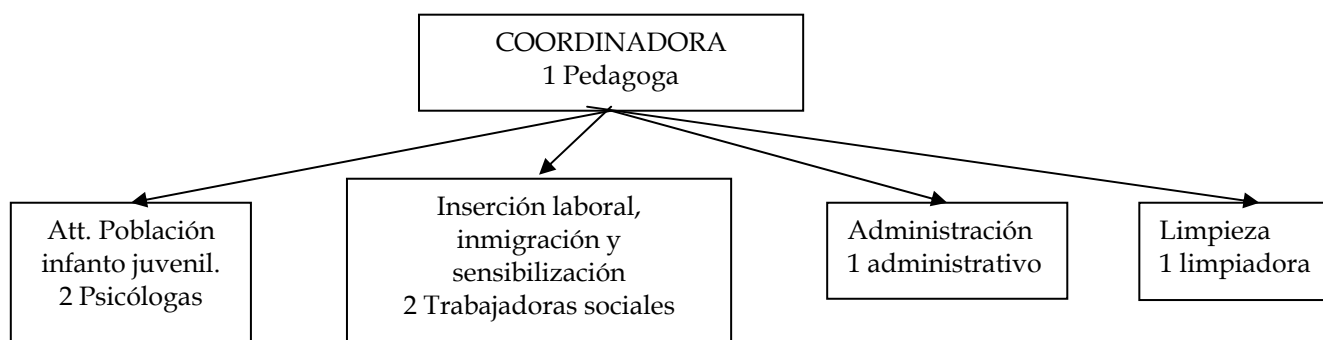 COORDINADORA
1 Pedagoga
Att. Población
infanto juvenil.
2 Psicólogas
Inserción laboral,
inmigración y
sensibilización
2 Trabajadoras sociales
Administración
1 administrativo
Limpieza
1 limpiadora